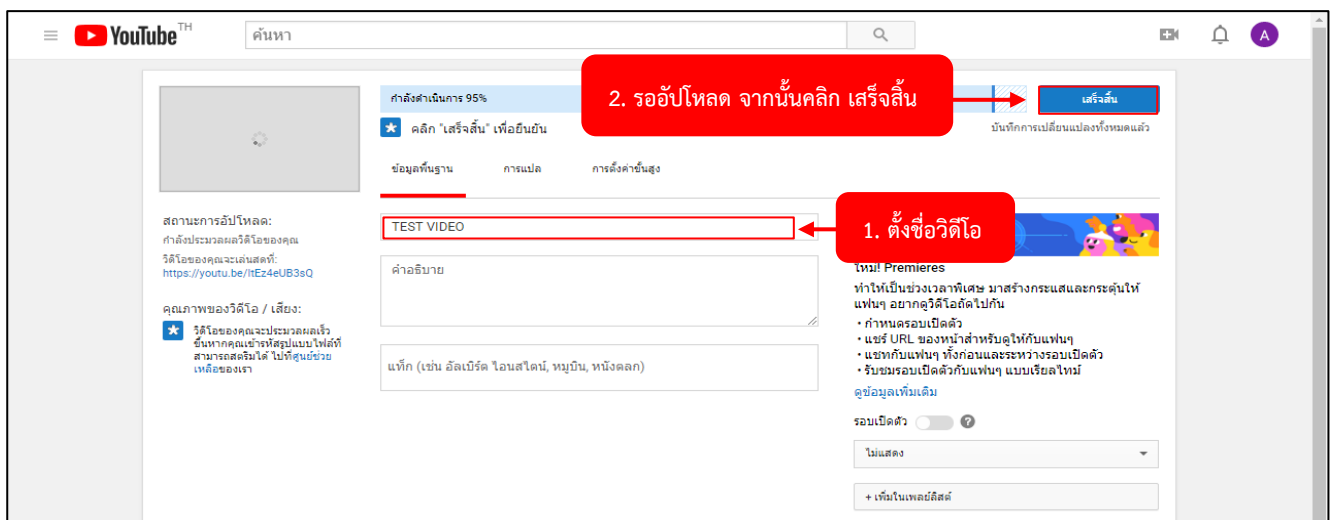 YouTube TH
ค้นหา
A
กำลังดำเนินการ 95%
2. รออัปโหลด จากนั้นคลิก เสร็จสิ้น
เสร็จสิ้น
คลิก "เสร็จสิ้น" เพื่อยืนยัน
บันทึกการเปลี่ยนแปลงทั้งหมดแล้ว
ข้อมูลพื้นฐาน การแปล การตั้งค่าขั้นสูง
สถานะการอัปโหลด:
กำลังประมวลผลวิดีโอของคุณ
วิดีโอของคุณจะเล่นสดที่:
https://youtu.be/ltEz4eUB3sQ
คุณภาพของวิดีโอ / เสียง:
วิดีโอของคุณจะประมวลผลเร็ว
ขึ้นหากคุณเข้ารหัสรูปแบบไฟล์ที่
สามารถสตรีมได้ ไปที่ศูนย์ช่วย
เหลือของเรา
TEST VIDEO
1. ตั้งชื่อวิดีโอ
คำอธิบาย
แท็ก (เช่น อัลเบิร์ต ไอนสไตน์, หมูบิน, หนังตลก)
ใหม่! Premieres
ทำให้เป็นช่วงเวลาพิเศษ มาสร้างกระแสและกระตุ้นให้
แฟนๆ อยากดูวิดีโอถัดไปกัน
• กำหนดรอบเปิดตัว
• แชร์ URL ของหน้าสำหรับดูให้กับแฟนๆ
• แชทกับแฟนๆ ทั้งก่อนและระหว่างรอบเปิดตัว
• รับชมรอบเปิดตัวกับแฟนๆ แบบเรียลไทม์
ดูข้อมูลเพิ่มเติม
รอบเปิดตัว ?
ไม่แสดง
+ เพิ่มในเพลย์ลิสต์